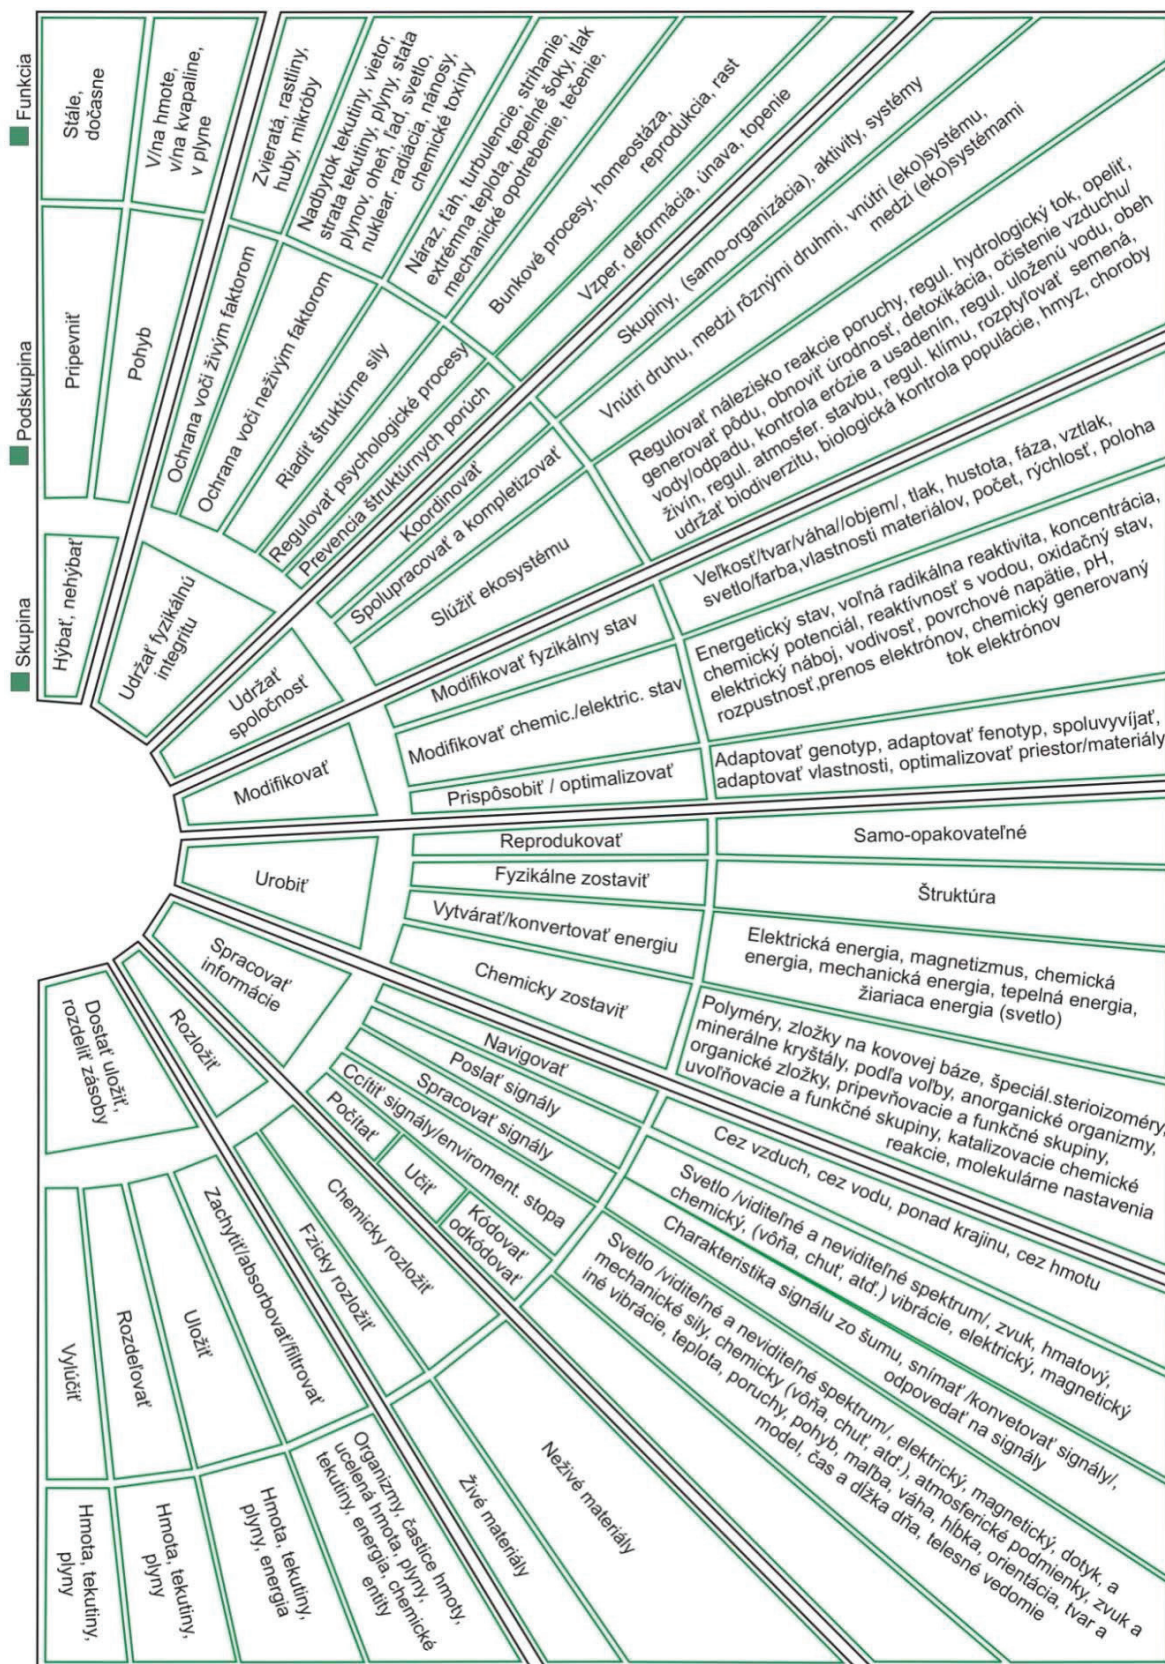 Skupina
Podskupina
Funkcia
Hýbať, nehýbať
Pripevniť
Stále,
dočasne
Pohyb
V/na hmote,
v/na kvapaline,
v plyne
Udržať fyzikálnu
integritu
Ochrana voči živým faktorom
Zvieratá, rastliny,
huby, mikróby
Ochrana voči neživým faktorom
Nadbytok tekutiny, vietor,
strata tekutiny, plyny, stata
plynov, oheň, ľad, svetlo,
nuklear. radiácia, nánosy,
chemické toxíny
Riadiť štruktúrne sily
Náraz, ťah, turbulencie, strihanie,
extrémna teplota, tepelné šoky, tlak
mechanické opotrebenie, tečenie,
Regulovať psychologické procesy
Bunkové procesy, homeostáza,
reprodukcia, rast
Prevencia štruktúrnych porúch
Vzper, deformácia, únava, topenie
Udržať
spoločnosť
Koordinovať
Skupiny, (samo-organizácia), aktivity, systémy
Spolupracovať a kompletizovať
Vnútri druhu, medzi rôznými druhmi, vnútri (eko)systému,
medzi (eko)systémami
Slúžiť ekosystému
Regulovať nálezisko reakcie poruchy, regul. hydrologický tok, opeliť,
generovať pôdu, obnoviť úrodnosť, detoxikácia, očistenie vzduchu/
vody/odpadu, kontrola erózie a usadenín, regul. uloženú vodu, obeh
živín, regul. atmosfer. stavbu, regul. klímu, rozptyľovať semená,
udržať biodiverzitu, biologická kontrola populácie, hmyz, choroby
Modifikovať
Modifikovať fyzikálny stav
Veľkosť/tvar/váha//objem/, tlak, hustota, fáza, vztlak,
svetlo/farba,vlastnosti materiálov, počet, rýchlosť, poloha
Modifikovať chemic./elektric. stav
Energetický stav, voľná radikálna reaktivita, koncentrácia,
chemický potenciál, reaktívnosť s vodou, oxidačný stav,
elektrický náboj, vodivosť, povrchové napätie, pH,
rozpustnosť,prenos elektrónov, chemický generovaný
tok elektrónov
Prispôsobiť / optimalizovať
Adaptovať genotyp, adaptovať fenotyp, spoluvyvíjať,
adaptovať vlastnosti, optimalizovať priestor/materiály
Urobiť
Reprodukovať
Samo-opakovateľné
Fyzikálne zostaviť
Štruktúra
Vytvárať/konvertovať energiu
Elektrická energia, magnetizmus, chemická
energia, mechanická energia, tepelná energia,
žiariaca energia (svetlo)
Chemicky zostaviť
Polyméry, zložky na kovovej báze, špeciál.sterioizoméry,
minerálne kryštály, podľa voľby, anorganické organizmy,
organické zložky, pripevňovacie a funkčné skupiny,
uvoľňovacie a funkčné skupiny, katalizovacie chemické
reakcie, molekulárne nastavenia
Spracovať
informácie
Navigovať
Cez vzduch, cez vodu, ponad krajinu, cez hmotu
Poslať signály
Svetlo /viditeľné a neviditeľné spektrum/, zvuk, hmatový,
chemický, (vôňa, chuť, atď.) vibrácie, elektrický, magnetický
Spracovať signály
Charakteristika signálu zo šumu, snímať /konvetovať signály/,
odpovedať na signály
Ccítiť signály/enviroment. stopa
Svetlo /viditeľné a neviditeľné spektrum/, elektrický, magnetický, dotyk, a
mechanické sily, chemicky (vôňa, chuť, atď.), atmosferické podmienky, zvuk a
iné vibrácie, teplota, poruchy, pohyb, maľba, váha, hĺbka, orientácia, tvar a
model, čas a dĺžka dňa, telesné vedomie
Počítať
Učiť
Kódovať
odkódovať
Rozložiť
Chemicky rozložiť
Neživé materiály
Fzicky rozložiť
Živé materiály
Dostať uložiť,
rozdeliť zásoby
Zachytiť/absorbovať/filtrovať
Organizmy, častice hmoty,
ucelená hmota, plyny,
tekutiny, energia, chemické
entity
Uložiť
Hmota, tekutiny,
plyny, energia
Rozdeľovať
Hmota, tekutiny,
plyny
Vylúčiť
Hmota, tekutiny,
plyny